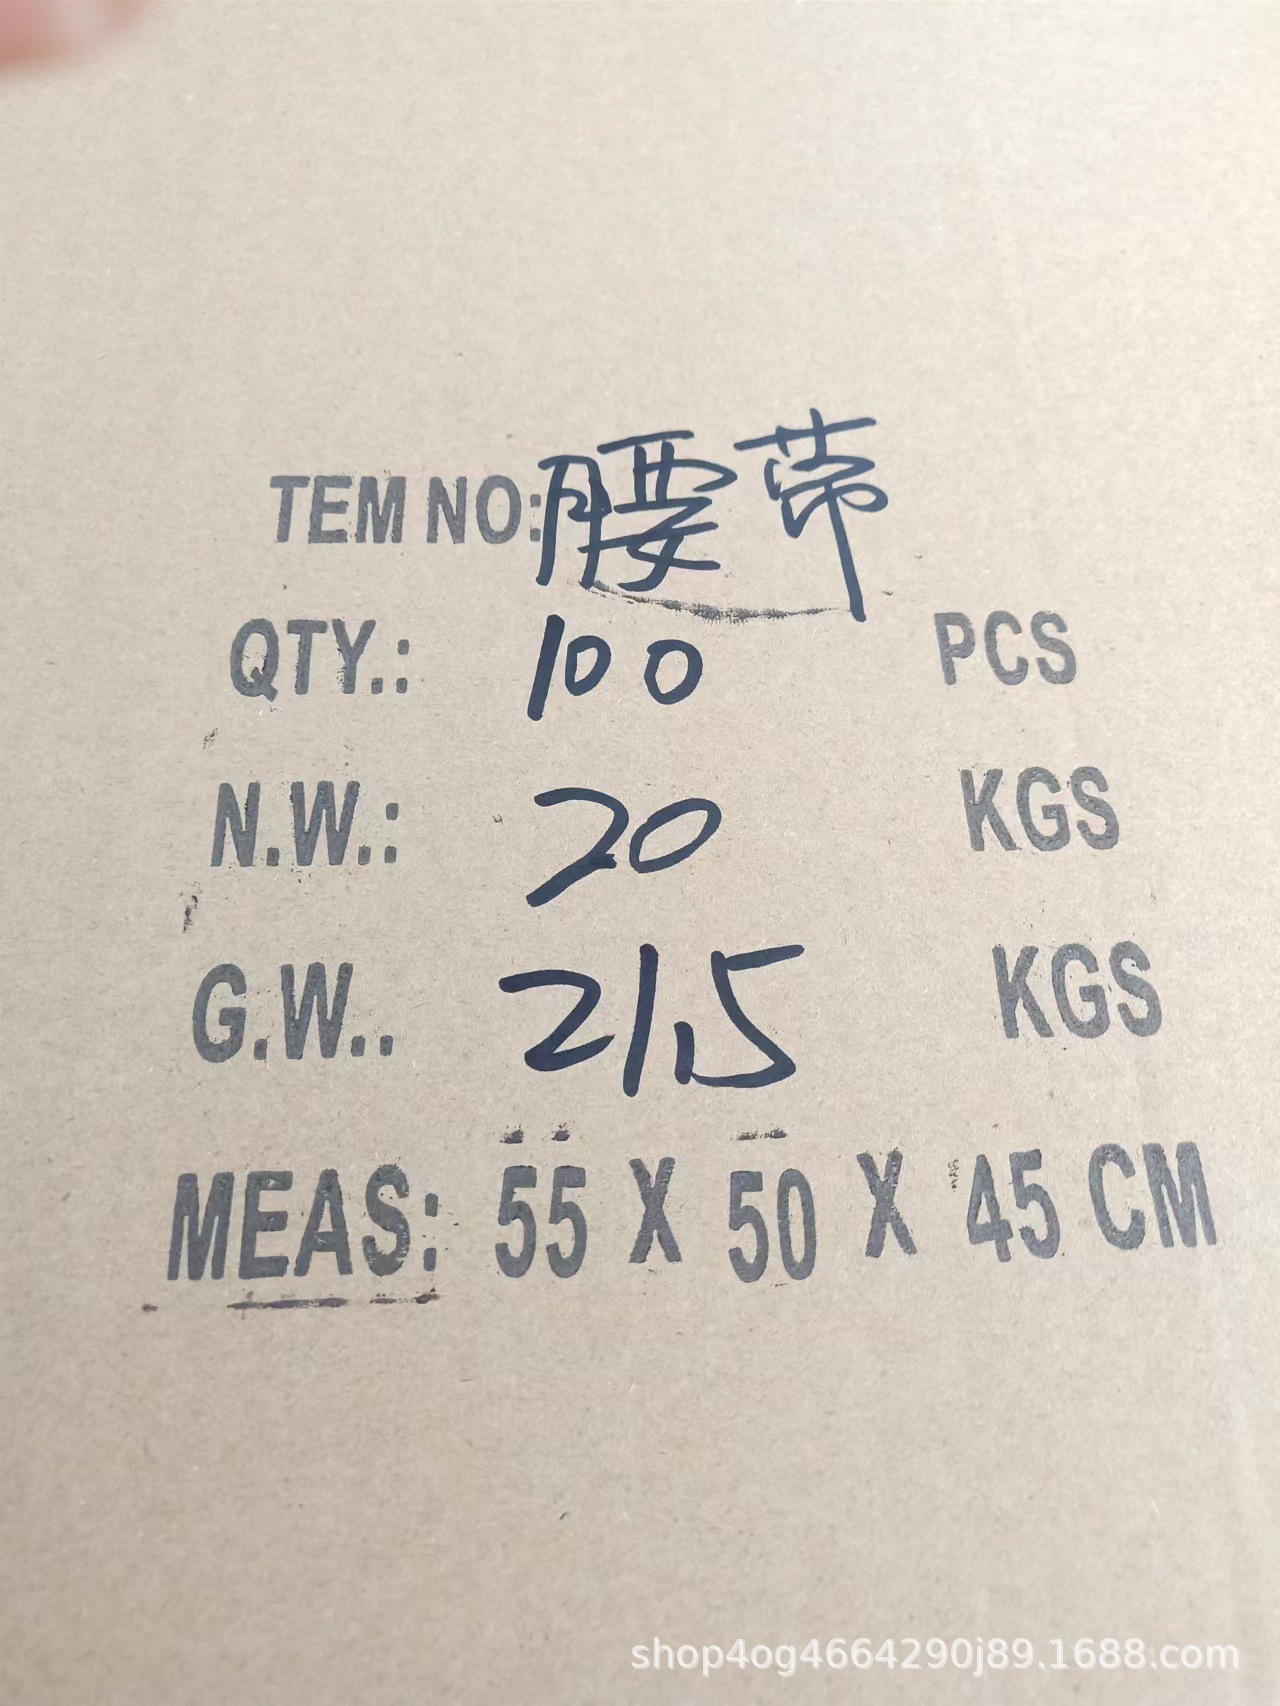 TEM NO: 腰带
QTY.: 100 PCS
N.W.: 20 KGS
G.W.. 21.5 KGS
MEAS: 55 X 50 X 45 CM
shop4og4664290j89.1688.com